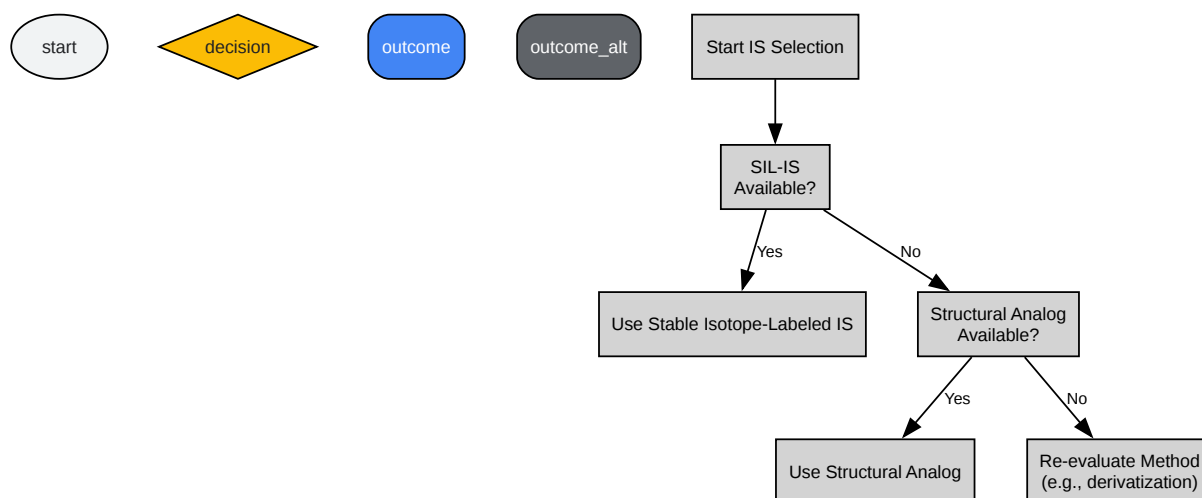 start
decision
outcome
outcome_alt
Start IS Selection
SIL-IS
Available?
Yes
No
Use Stable Isotope-Labeled IS
Structural Analog
Available?
Yes
No
Use Structural Analog
Re-evaluate Method
(e.g., derivatization)